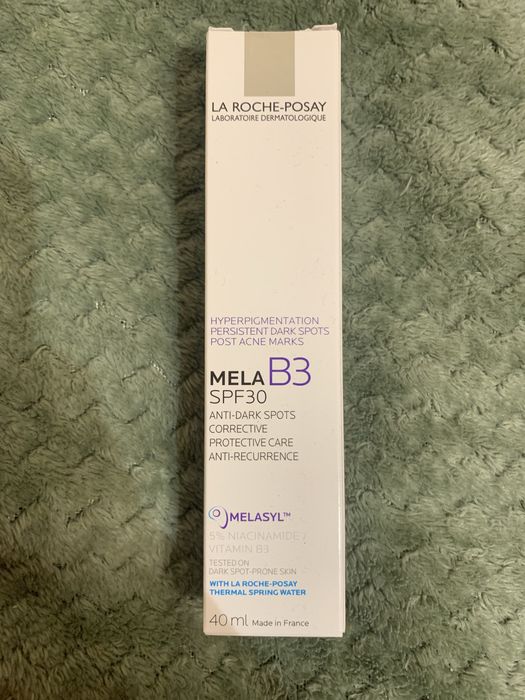 LA ROCHE-POSAY
LABORATOIRE DERMATOLOGIQUE
HYPERPIGMENTATION
PERSISTENT DARK SPOTS
POST ACNE MARKS
MELA B3
SPF30
ANTI-DARK SPOTS
CORRECTIVE
PROTECTIVE CARE
ANTI-RECURRENCE
MELASYL™
5% NIACINAMIDE /
VITAMIN B3
TESTED ON
DARK SPOT-PRONE SKIN
WITH LA ROCHE-POSAY
THERMAL SPRING WATER
40 ml Made in France